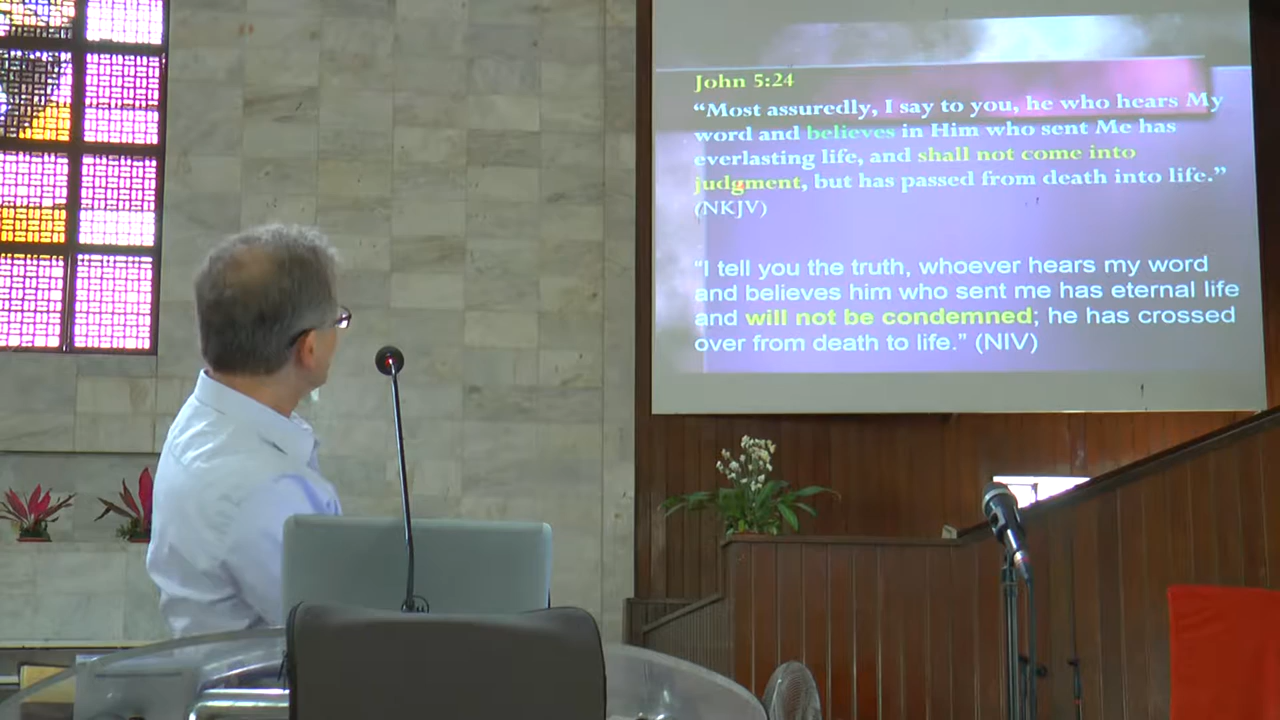 John 5:24
“Most assuredly, I say to you, he who hears My
word and believes in Him who sent Me has
everlasting life, and shall not come into
judgment, but has passed from death into life.”
(NKJV)
“I tell you the truth, whoever hears my word
and believes him who sent me has eternal life
and will not be condemned; he has crossed
over from death to life.” (NIV)